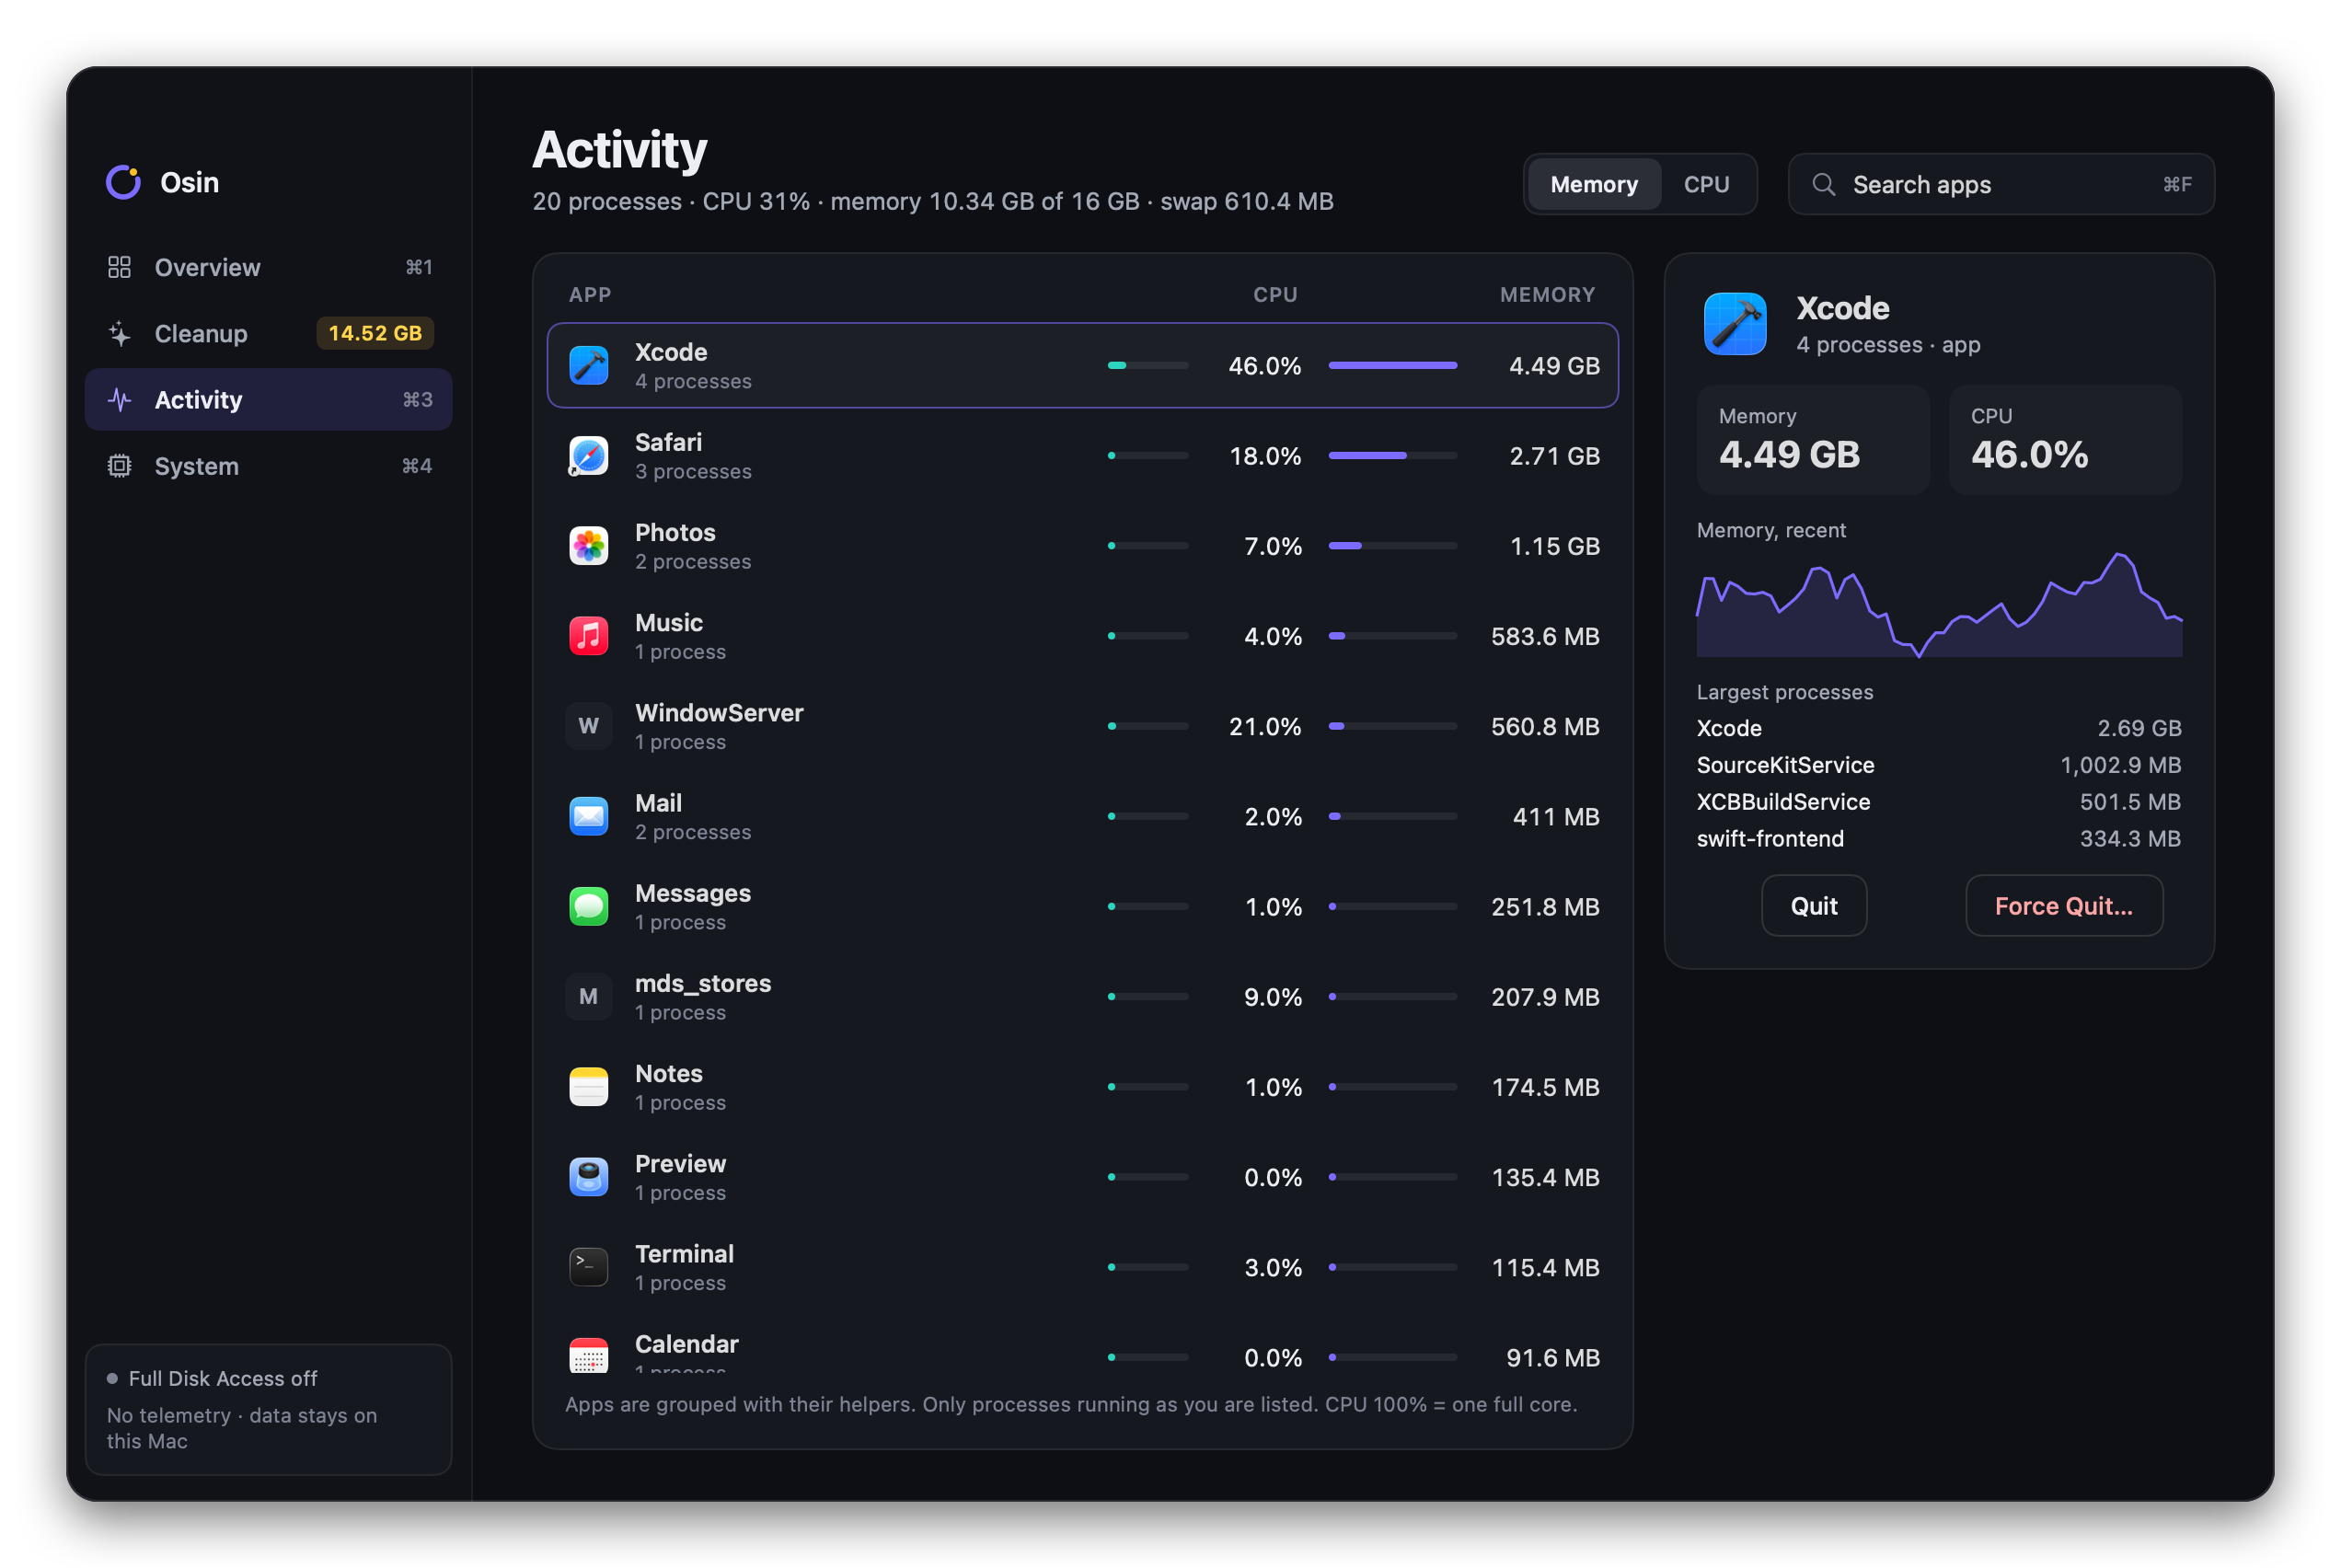 Osin
Overview ⌘1
Cleanup 14.52 GB
Activity ⌘3
System ⌘4
Full Disk Access off
No telemetry · data stays on
this Mac
Activity
20 processes · CPU 31% · memory 10.34 GB of 16 GB · swap 610.4 MB
Memory CPU
Search apps ⌘F
APP CPU MEMORY
Xcode
4 processes
46.0% 4.49 GB
Safari
3 processes
18.0% 2.71 GB
Photos
2 processes
7.0% 1.15 GB
Music
1 process
4.0% 583.6 MB
W
WindowServer
1 process
21.0% 560.8 MB
Mail
2 processes
2.0% 411 MB
Messages
1 process
1.0% 251.8 MB
M
mds_stores
1 process
9.0% 207.9 MB
Notes
1 process
1.0% 174.5 MB
Preview
1 process
0.0% 135.4 MB
>_
Terminal
1 process
3.0% 115.4 MB
Calendar
1 process
0.0% 91.6 MB
Apps are grouped with their helpers. Only processes running as you are listed. CPU 100% = one full core.
Xcode
4 processes · app
Memory
4.49 GB
CPU
46.0%
Memory, recent
Largest processes
Xcode 2.69 GB
SourceKitService 1,002.9 MB
XCBBuildService 501.5 MB
swift-frontend 334.3 MB
Quit Force Quit...